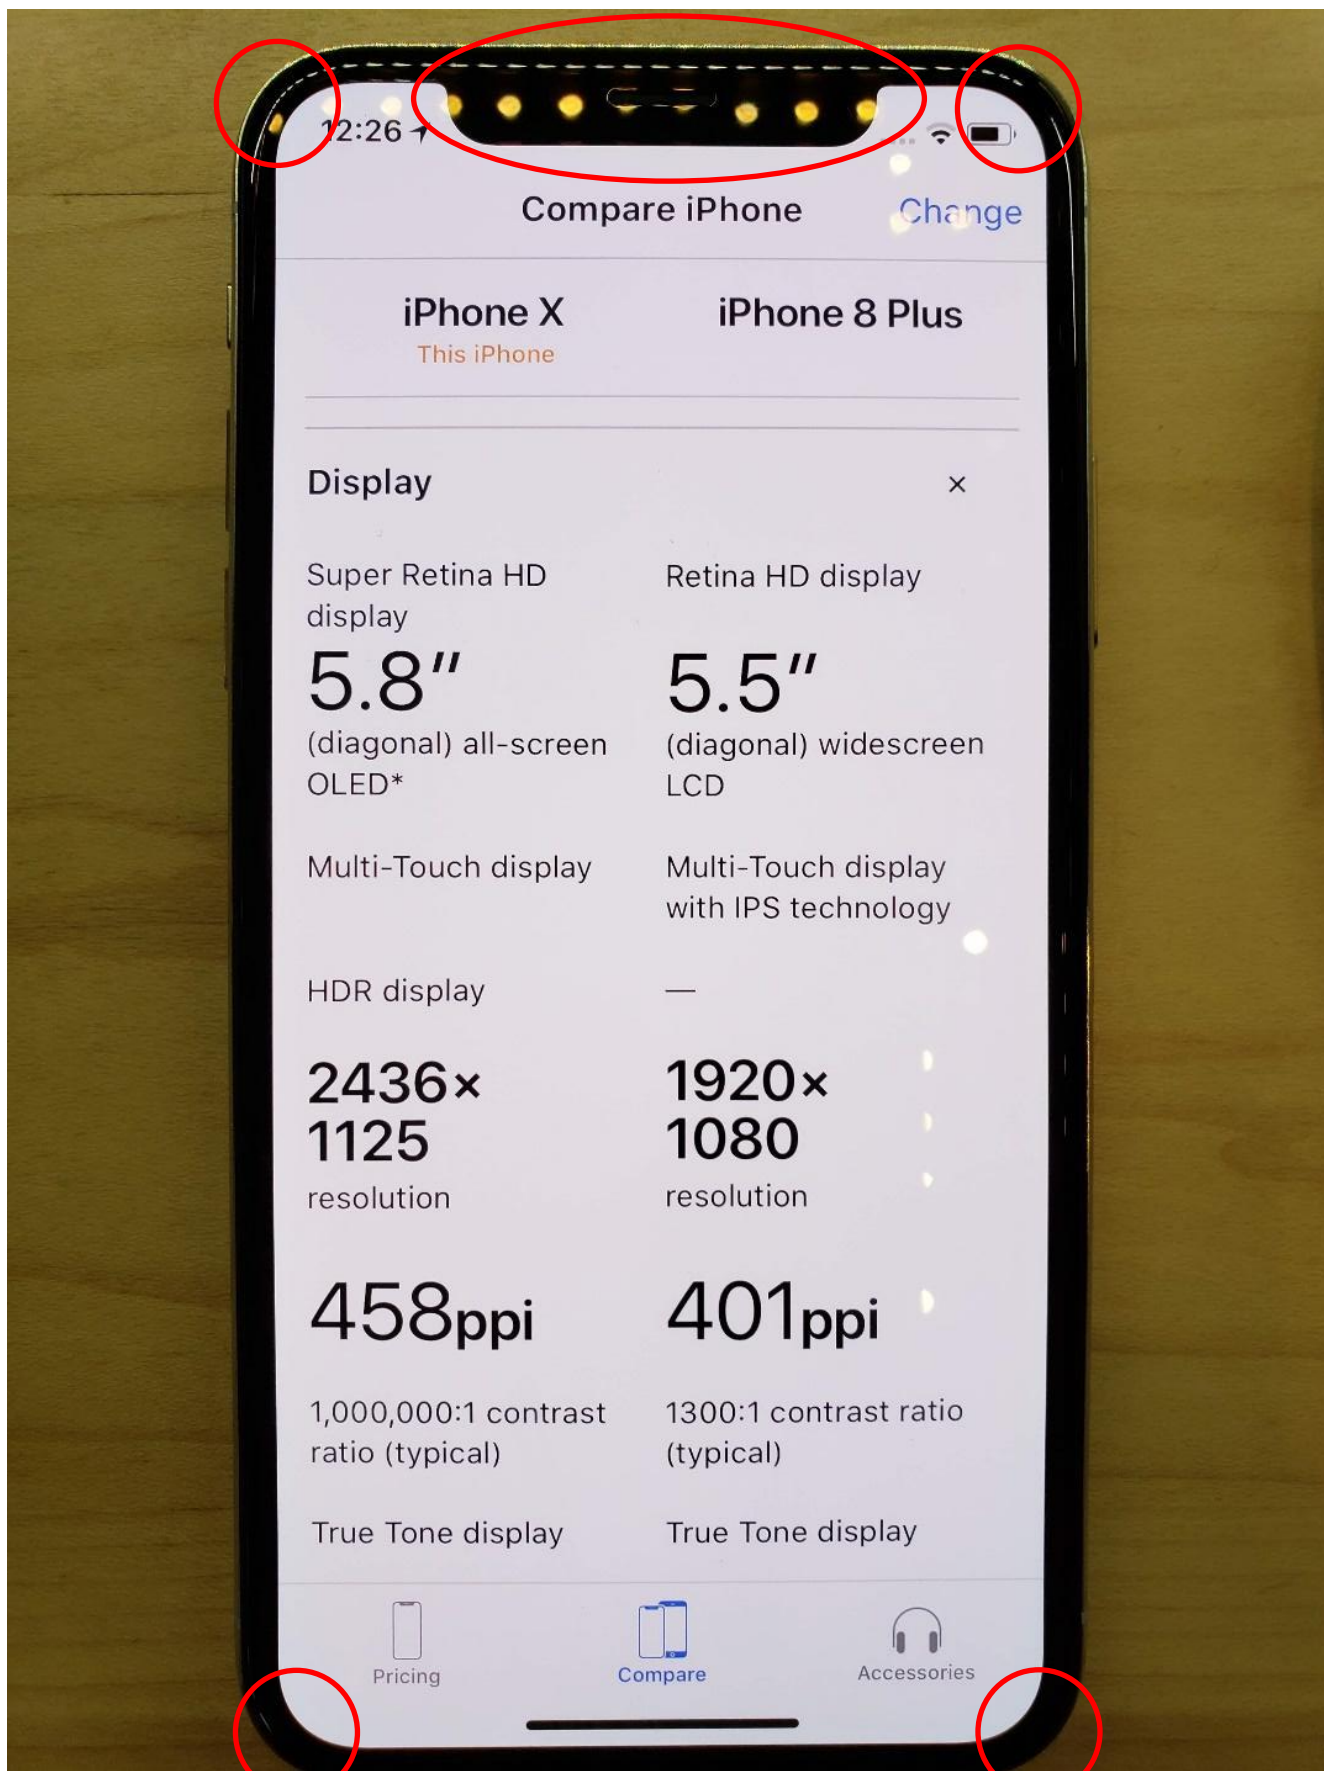 12:26
Compare iPhone
Change
iPhone X
iPhone 8 Plus
This iPhone
Display
×
Super Retina HD
display
Retina HD display
5.8″
5.5″
(diagonal) all-screen
OLED*
(diagonal) widescreen
LCD
Multi-Touch display
Multi-Touch display
with IPS technology
HDR display
—
2436×
1125
resolution
1920×
1080
resolution
458ppi
401ppi
1,000,000:1 contrast
ratio (typical)
1300:1 contrast ratio
(typical)
True Tone display
True Tone display
Pricing
Compare
Accessories